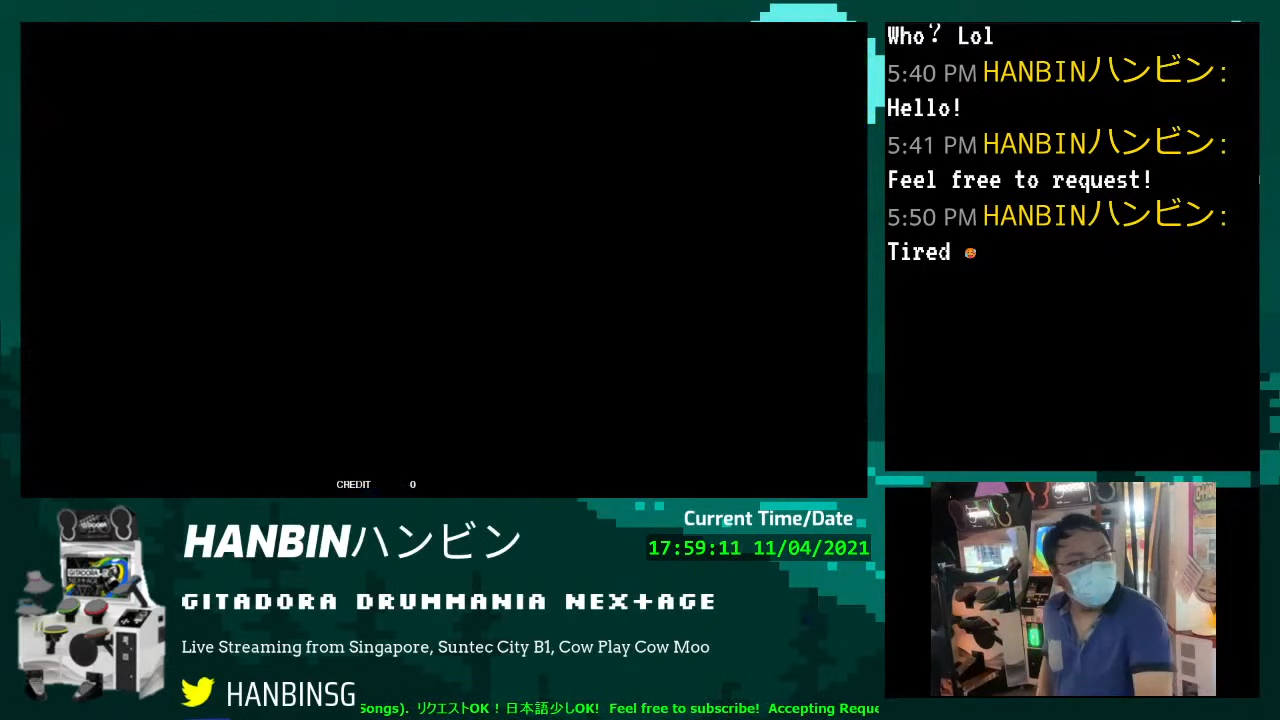 Who? Lol
5:40 PM HANBINハンビン:
Hello!
5:41 PM HANBINハンビン:
Feel free to request!
5:50 PM HANBINハンビン:
Tired 🥵
CREDIT 0
HANBINハンビン
Current Time/Date
17:59:11 11/04/2021
GITADORA DRUMMANIA NEX+AGE
Live Streaming from Singapore, Suntec City B1, Cow Play Cow Moo
HANBINSG
Songs). リクエストOK！日本語少しOK! Feel free to subscribe! Accepting Reque
GITADORA